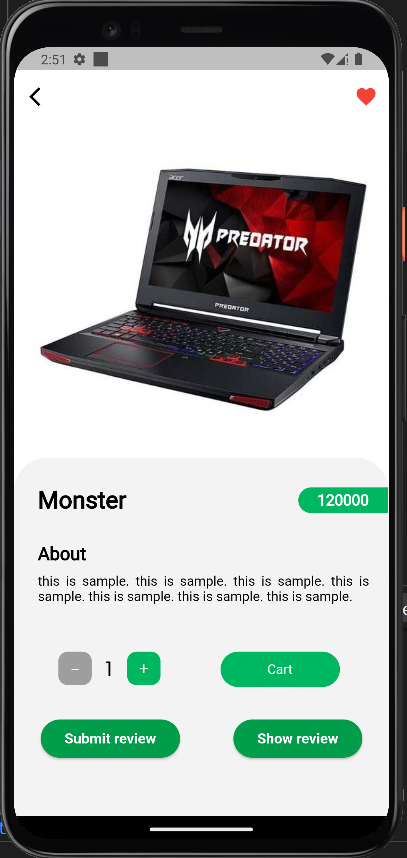 2:51
acer
PREDATOR
PREDATOR
Monster
120000
About
this is sample. this is sample. this is sample. this is
sample. this is sample. this is sample. this is sample.
− 1 + Cart
Submit review Show review